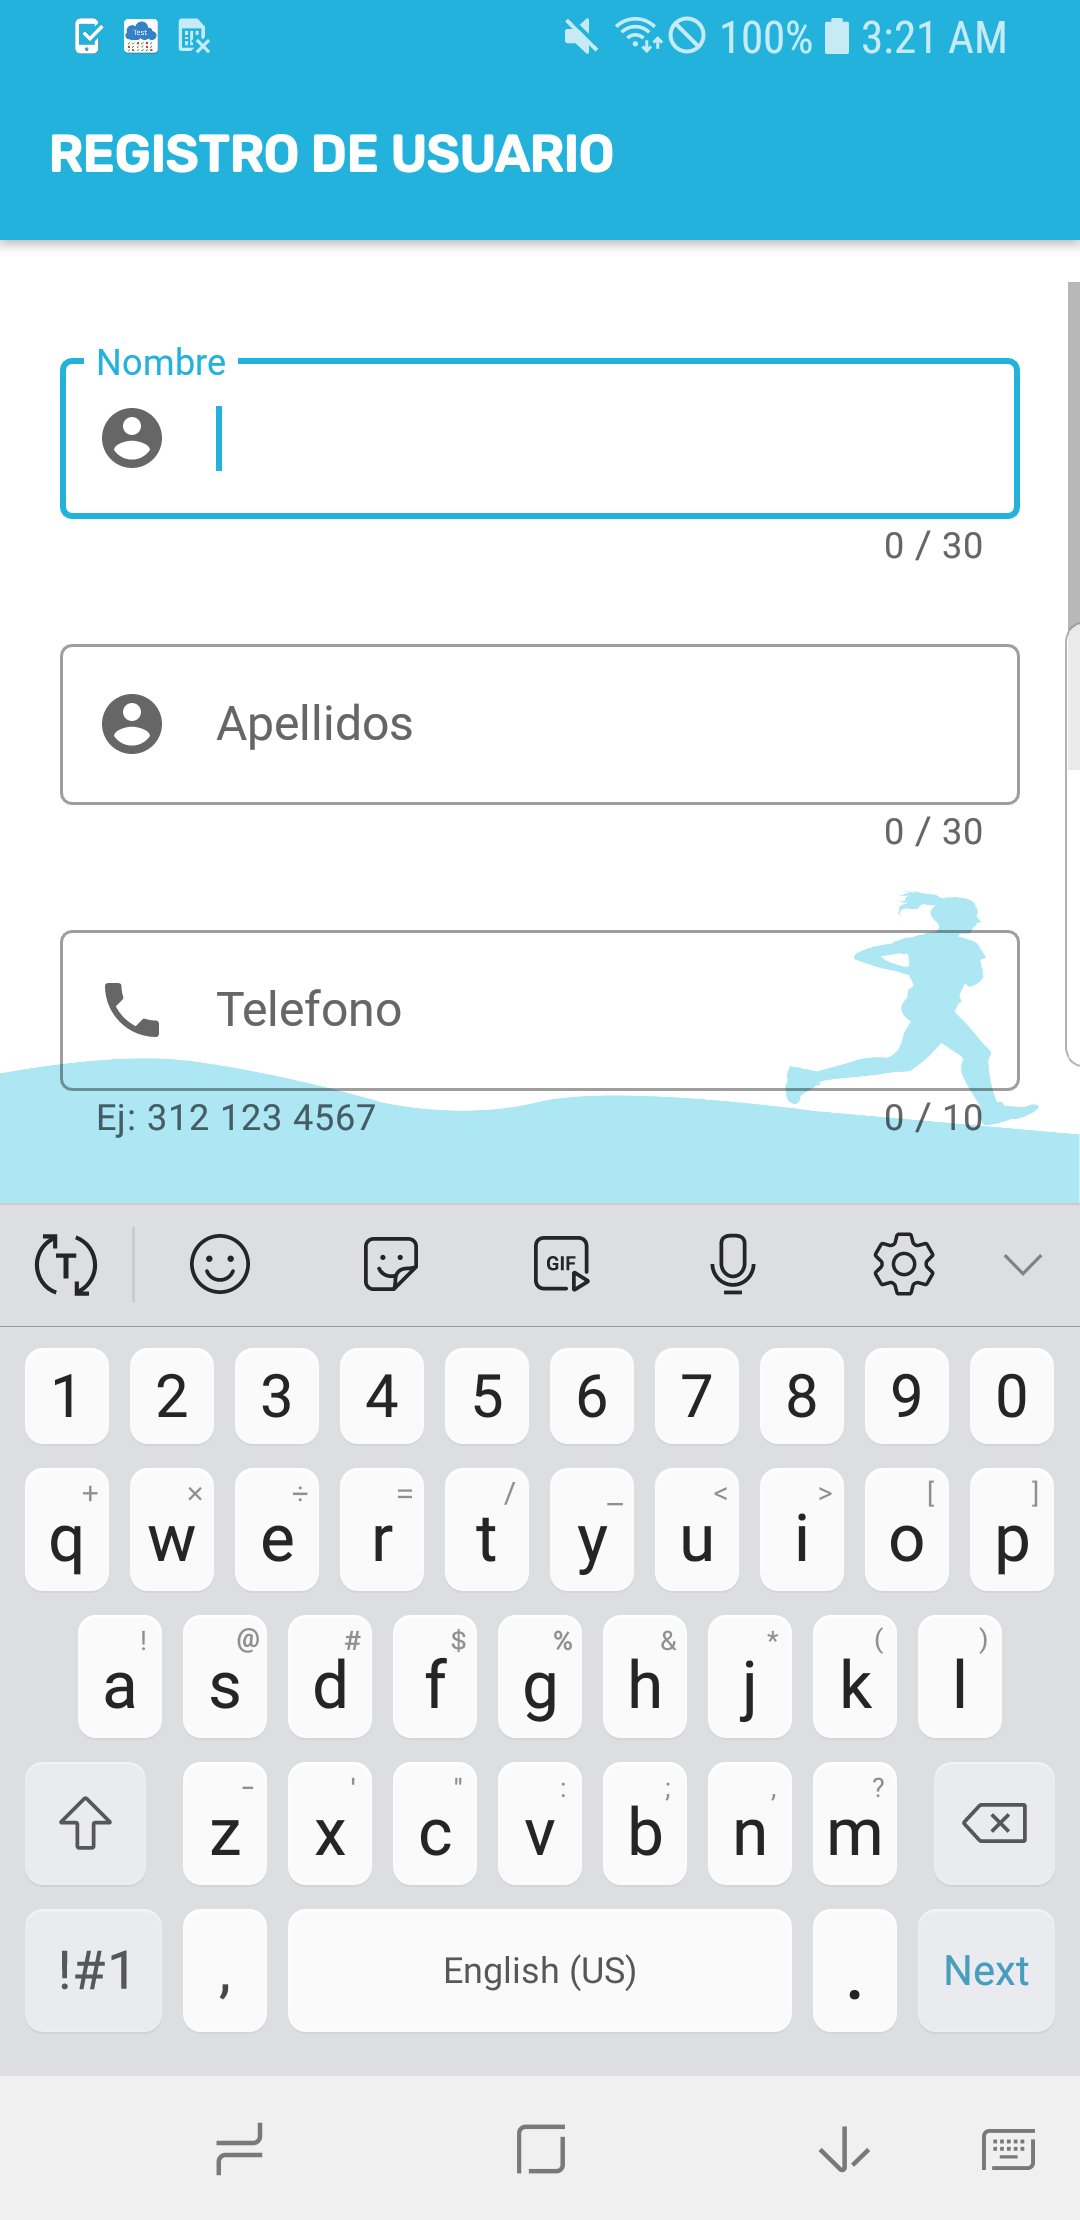 Test 100% 3:21 AM
REGISTRO DE USUARIO
Nombre
0 / 30
Apellidos
0 / 30
Telefono
Ej: 312 123 4567 0 / 10
T GIF
1 2 3 4 5 6 7 8 9 0
+ × ÷ = / _ < > [ ]
q w e r t y u i o p
! @ # $ % & * ( )
a s d f g h j k l
- ' " : ; , ?
z x c v b n m
!#1 , English (US) . Next